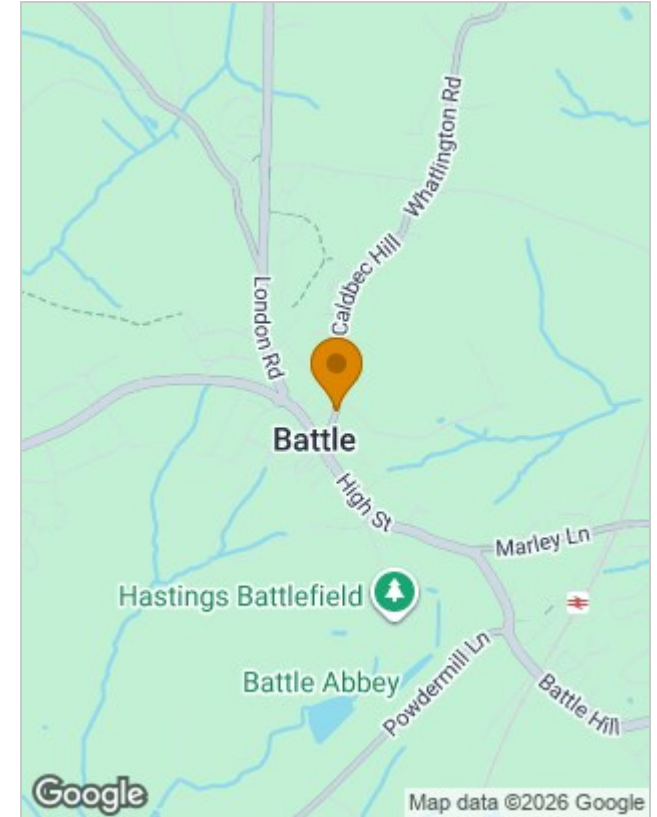 Whatlington Rd
Caldbec Hill
London Rd
Battle
High St
Marley Ln
Hastings Battlefield
Battle Abbey
Powdermill Ln
Battle Hill
Google
Map data ©2026 Google